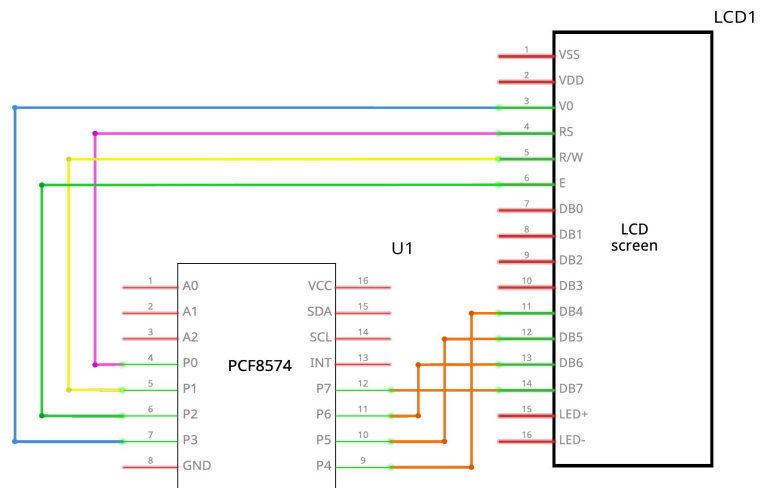 LCD1
1 VSS
2 VDD
3 V0
4 RS
5 R/W
6 E
7 DB0
8 DB1
9 DB2
10 DB3
11 DB4
12 DB5
13 DB6
14 DB7
15 LED+
16 LED-
LCD
screen
U1
1 A0
2 A1
3 A2
4 P0
5 P1
6 P2
7 P3
8 GND
PCF8574
VCC 16
SDA 15
SCL 14
INT 13
P7 12
P6 11
P5 10
P4 9